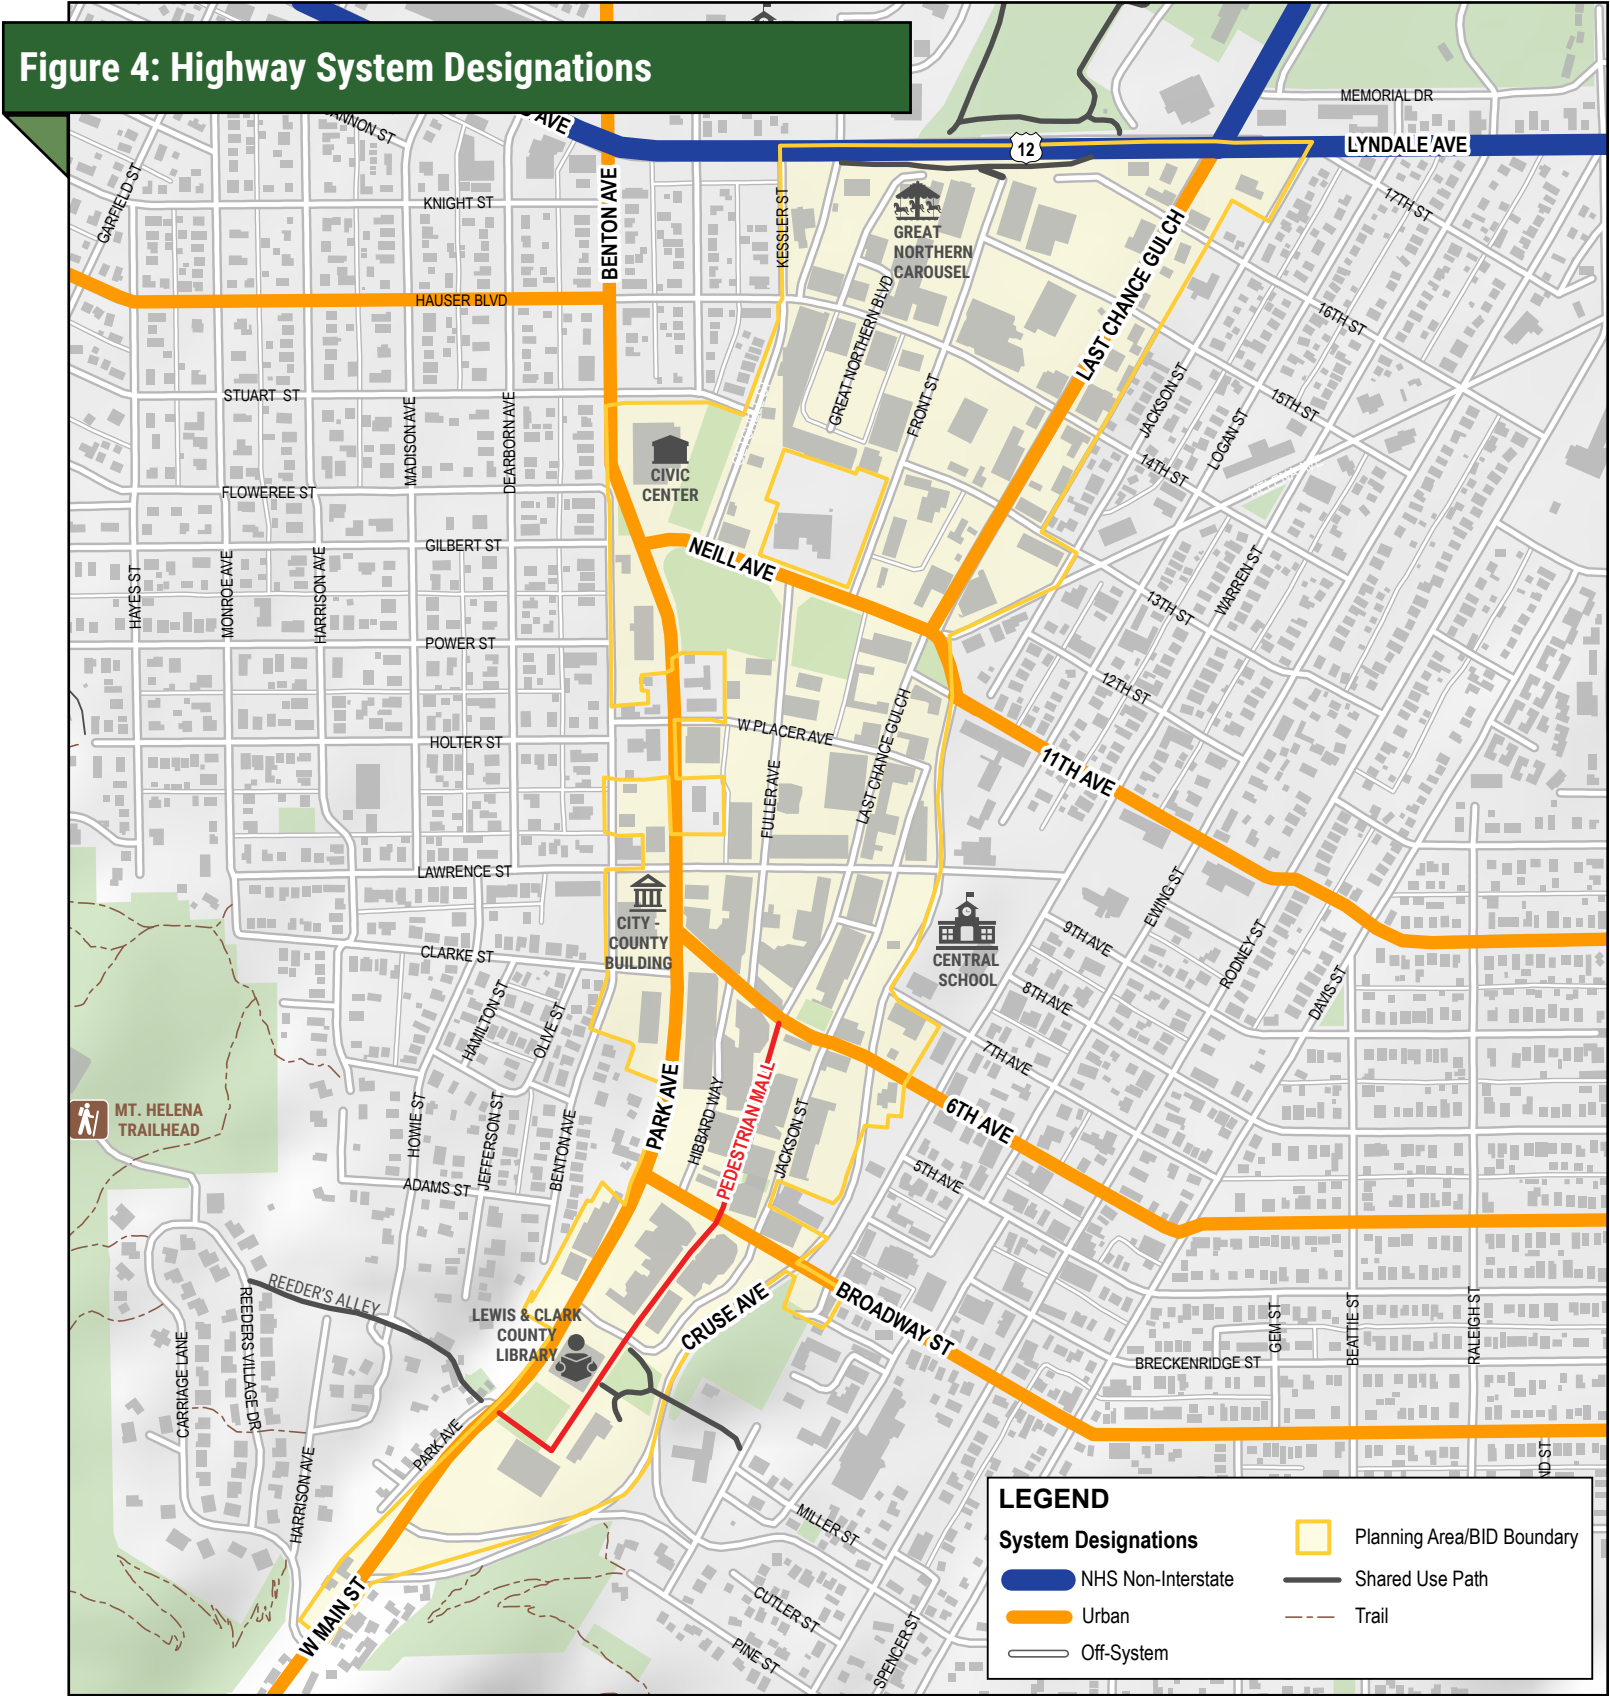 Figure 4: Highway System Designations
AVE
ANNON ST
MEMORIAL DR
12
LYNDALE AVE
GARFIELD ST
KNIGHT ST
BENTON AVE
KESSLER ST
GREAT
NORTHERN
CAROUSEL
17TH ST
LAST CHANCE GULCH
HAUSER BLVD
GREAT NORTHERN BLVD
16TH ST
STUART ST
MADISON AVE
DEARBORN AVE
FRONT ST
JACKSON ST
15TH ST
LOGAN ST
14TH ST
CIVIC
CENTER
FLOWEREE ST
GILBERT ST
NEILL AVE
HAYES ST
MONROE AVE
HARRISON AVE
WARREN ST
13TH ST
POWER ST
12TH ST
HOLTER ST
W PLACER AVE
LAST CHANCE GULCH
11TH AVE
FULLER AVE
LAWRENCE ST
CITY -
COUNTY
BUILDING
CENTRAL
SCHOOL
9TH AVE
EWING ST
RODNEY ST
CLARKE ST
HAMILTON ST
OLIVE ST
8TH AVE
DAVIS ST
7TH AVE
MT. HELENA
TRAILHEAD
HOWIE ST
JEFFERSON ST
BENTON AVE
PARK AVE
HIBBARD WAY
PEDESTRIAN MALL
JACKSON ST
6TH AVE
5TH AVE
ADAMS ST
REEDER'S ALLEY
REEDERS VILLAGE DR
CARRIAGE LANE
LEWIS & CLARK
COUNTY
LIBRARY
CRUSE AVE
BROADWAY ST
GEM ST
BEATTIE ST
RALEIGH ST
BRECKENRIDGE ST
PARK AVE
HARRISON AVE
ND ST
MILLER ST
W MAIN ST
CUTLER ST
PINE ST
SPENCER ST
LEGEND
System Designations
NHS Non-Interstate
Urban
Off-System
Planning Area/BID Boundary
Shared Use Path
Trail